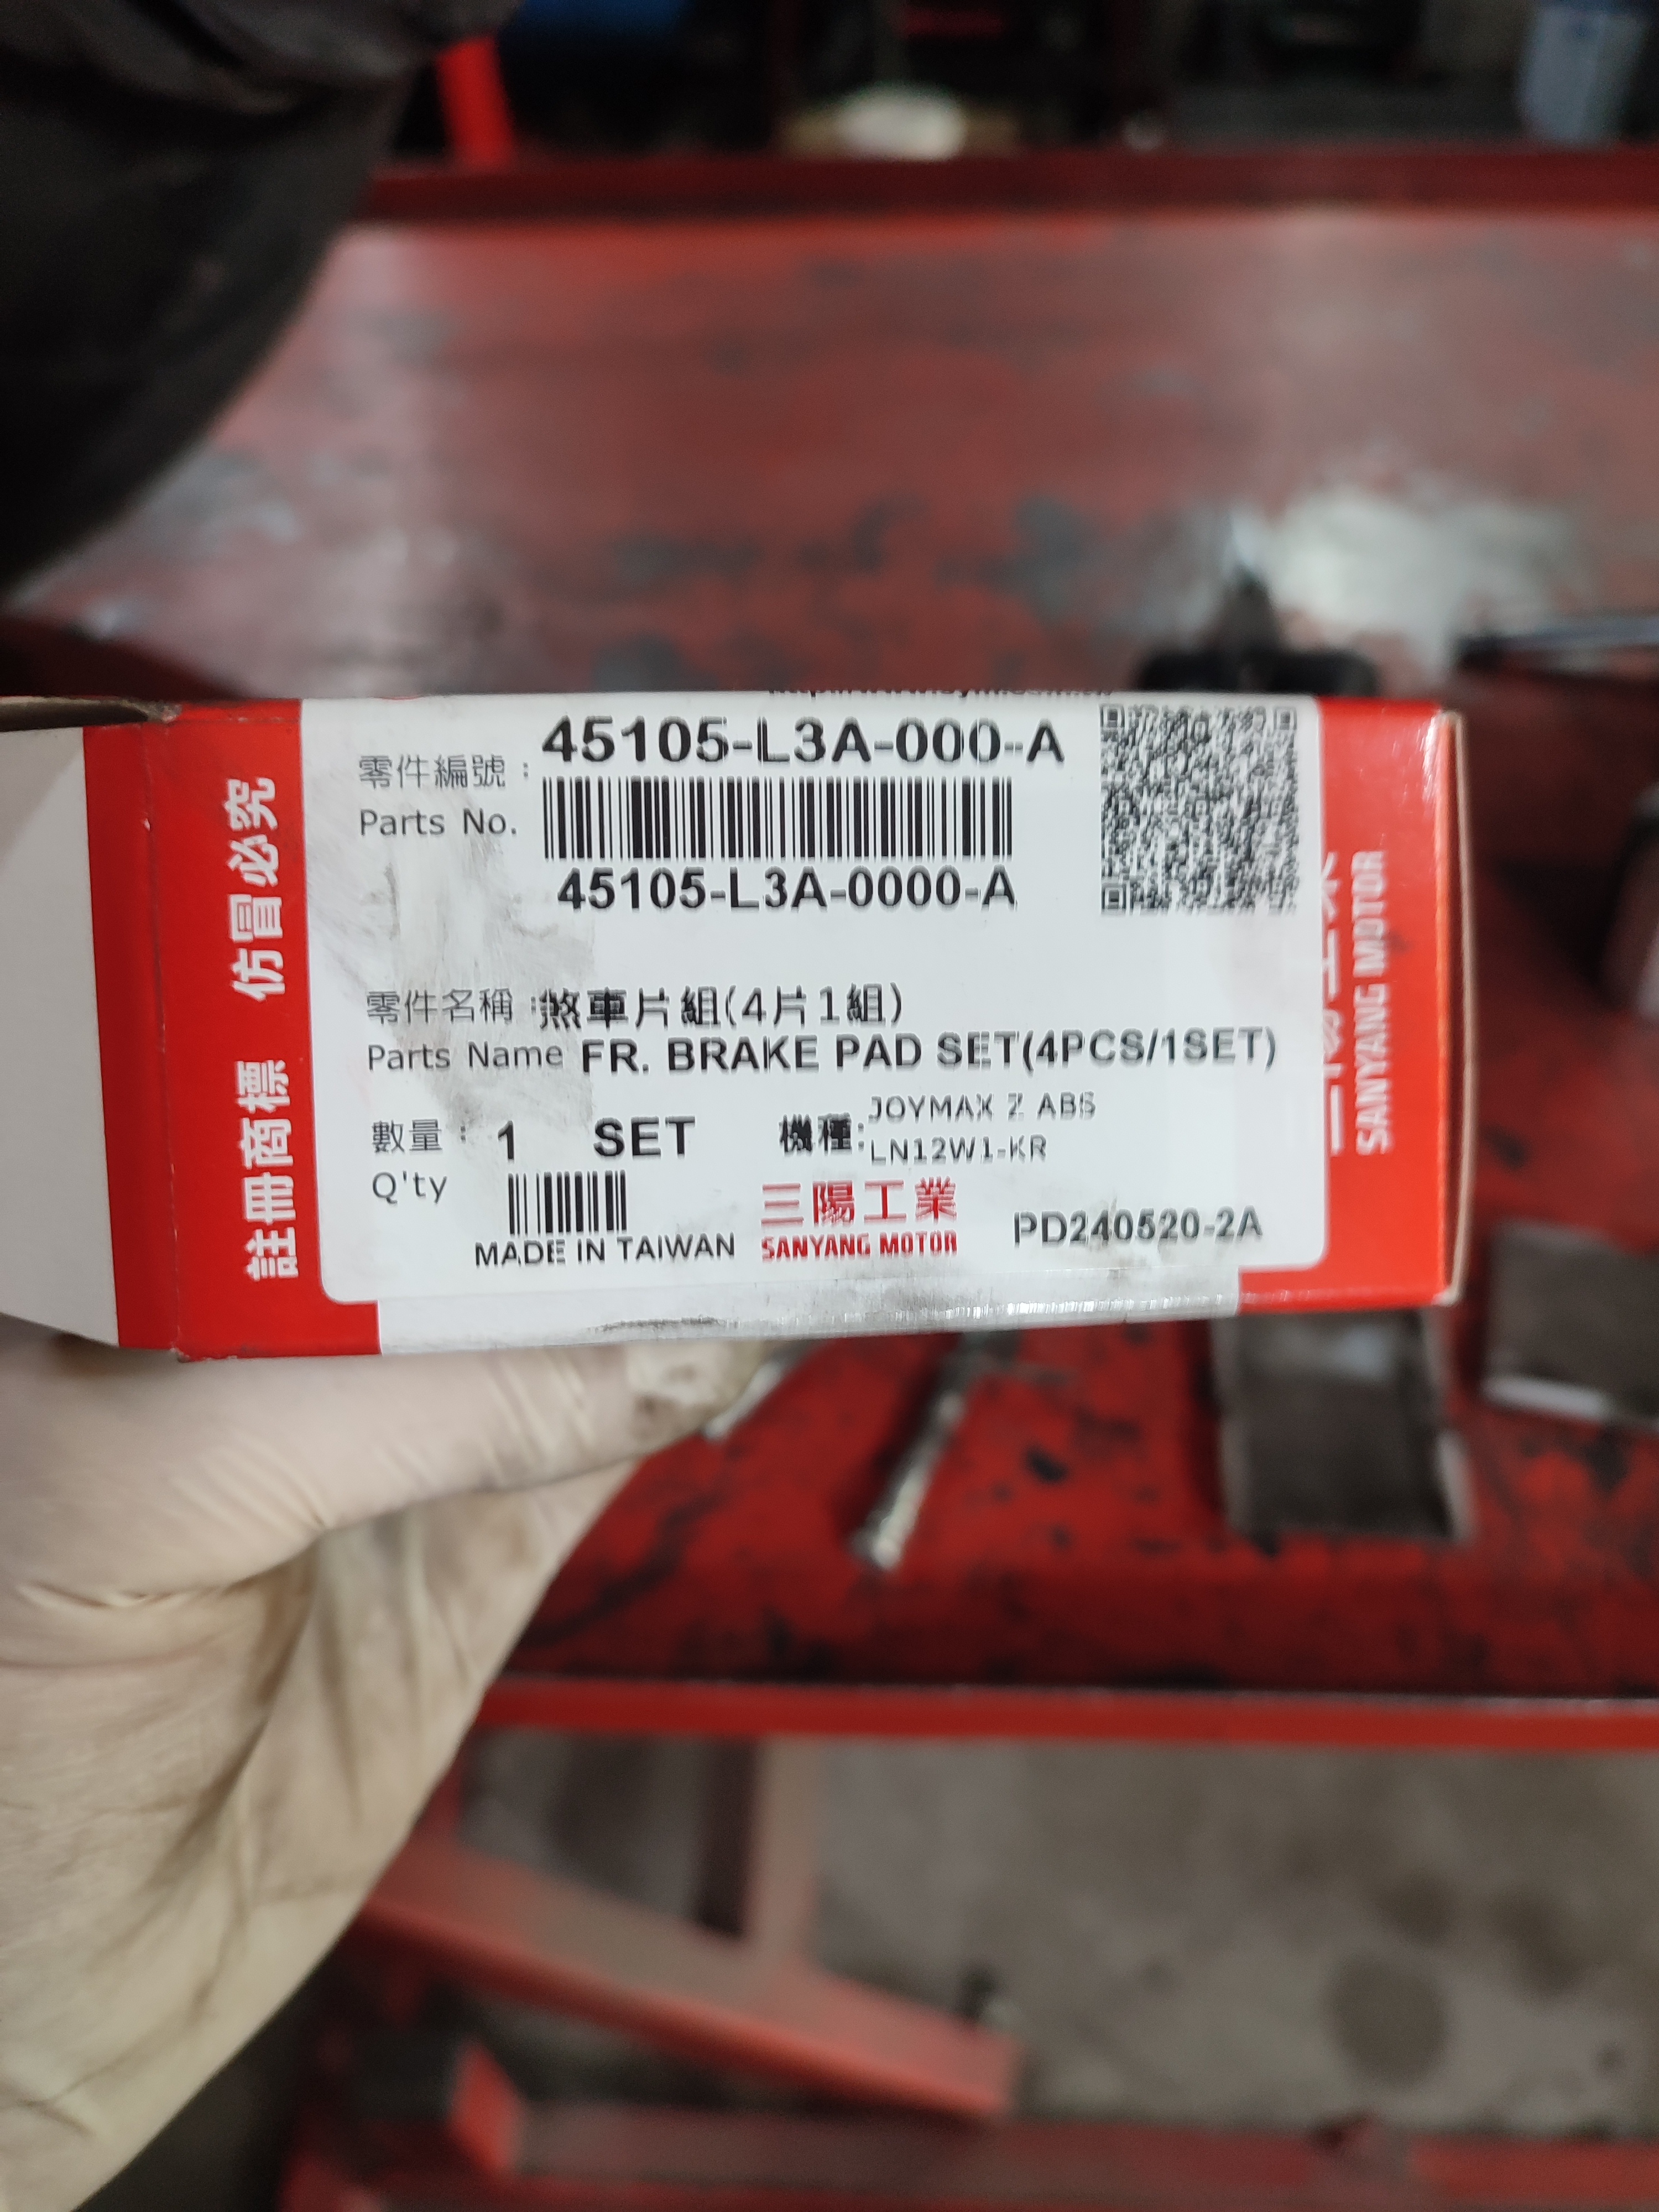 零件編號：
Parts No.
45105-L3A-000-A
45105-L3A-0000-A
零件名稱：煞車片組(4片1組)
Parts Name FR. BRAKE PAD SET(4PCS/1SET)
數量：1 SET
Q'ty
機種：JOYMAX Z ABS
LN12W1-KR
MADE IN TAIWAN
三陽工業
SANYANG MOTOR
PD240520-2A
註冊商標 仿冒必究
SANYANG MOTOR